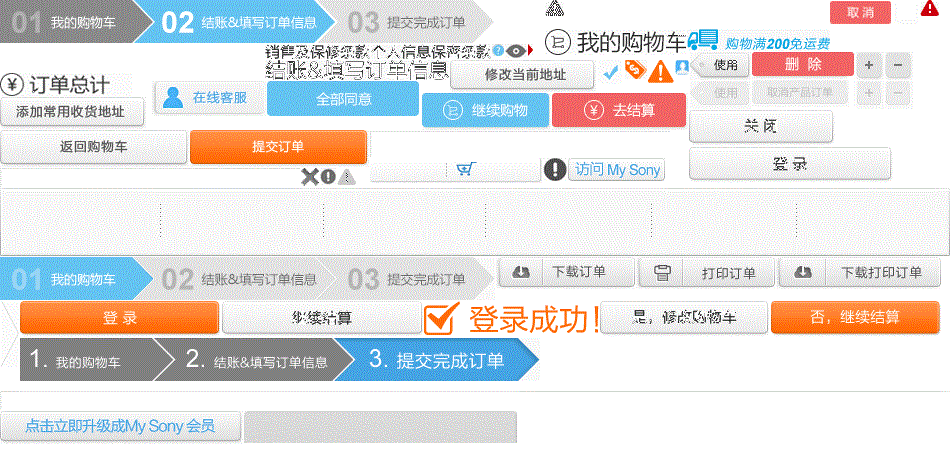 01 我的购物车 02 结账&填写订单信息 03 提交完成订单
取 消
销售及保修条款 个人信息保密条款
我的购物车
购物满200免运费
结账&填写订单信息
修改当前地址
使用 删 除 + −
订单总计
在线客服
全部同意
使用 取消产品订单 + −
添加常用收货地址
继续购物
去结算
关 闭
返回购物车
提交订单
登 录
访问 My Sony
01 我的购物车 02 结账&填写订单信息 03 提交完成订单
下载订单
打印订单
下载打印订单
登 录
继续结算
登录成功！
是，修改购物车
否，继续结算
1. 我的购物车 2. 结账&填写订单信息 3. 提交完成订单
点击立即升级成My Sony 会员